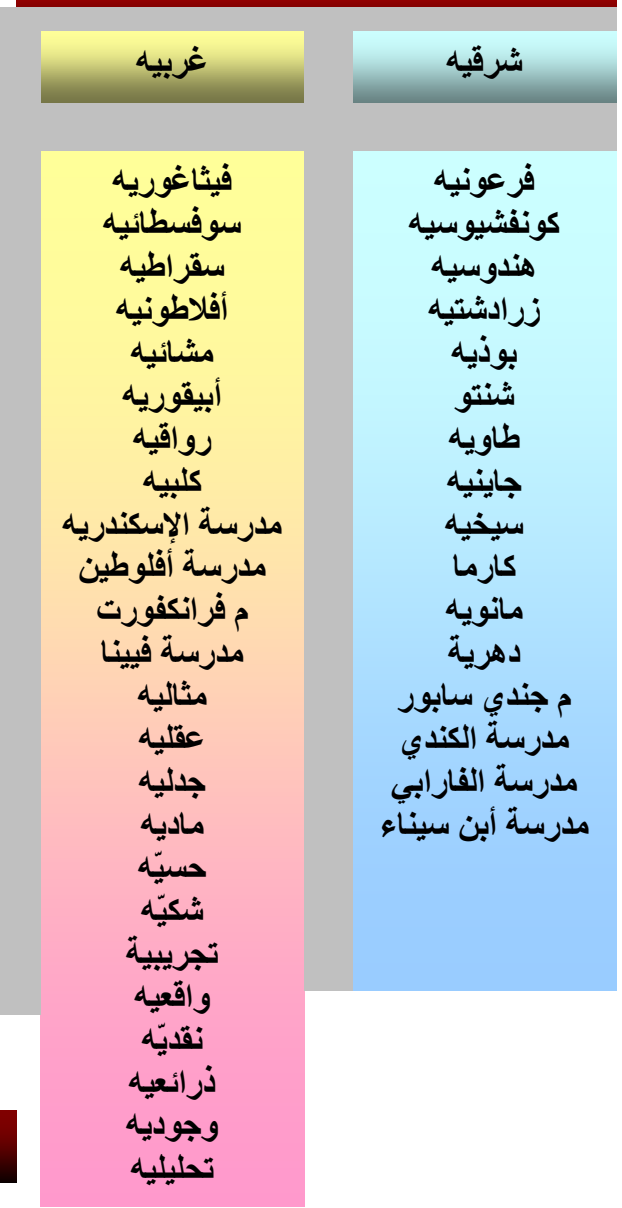 شرقيه
فرعونيه
كونفشيوسيه
هندوسيه
زرادشتيه
بوذيه
شنتو
طاويه
جاينيه
سيخيه
كارما
مانويه
دهرية
م جندي سابور
مدرسة الكندي
مدرسة الفارابي
مدرسة أبن سيناء
غربيه
فيثاغوريه
سوفسطائيه
سقراطيه
أفلاطونيه
مشائيه
أبيقوريه
رواقيه
كلبيه
مدرسة الإسكندريه
مدرسة أفلوطين
م فرانكفورت
مدرسة فيينا
مثاليه
عقليه
جدليه
ماديه
حسيّه
شكيّه
تجريبية
واقعيه
نقديّه
ذرائعيه
وجوديه
تحليليه